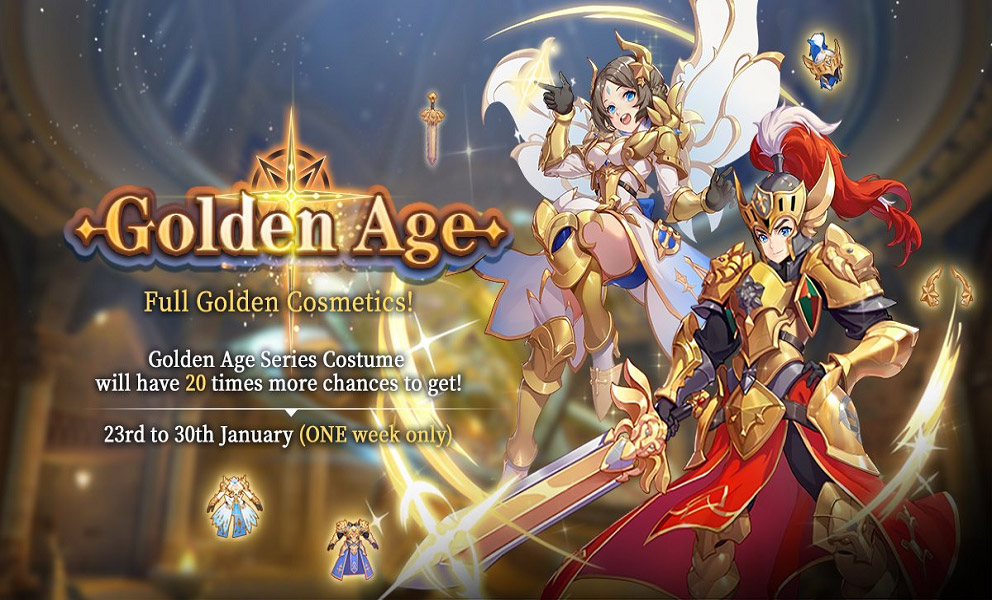 Golden Age
Full Golden Cosmetics!
Golden Age Series Costume
will have 20 times more chances to get!
23rd to 30th January (ONE week only)